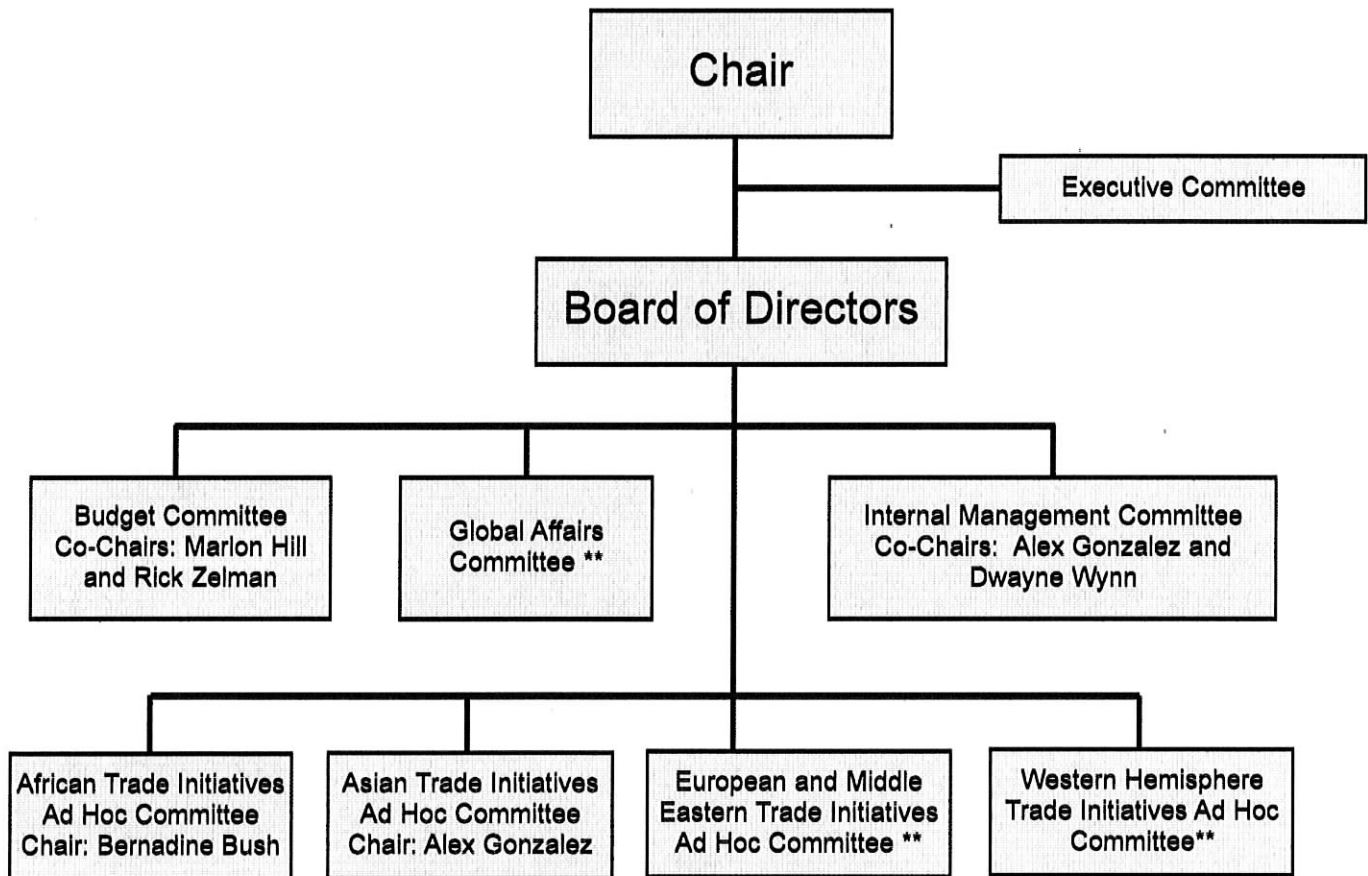 Chair
Executive Committee
Board of Directors
Budget Committee
Co-Chairs: Marlon Hill
and Rick Zelman
Global Affairs
Committee **
Internal Management Committee
Co-Chairs: Alex Gonzalez and
Dwayne Wynn
African Trade Initiatives
Ad Hoc Committee
Chair: Bernadine Bush
Asian Trade Initiatives
Ad Hoc Committee
Chair: Alex Gonzalez
European and Middle
Eastern Trade Initiatives
Ad Hoc Committee **
Western Hemisphere
Trade Initiatives Ad Hoc
Committee**